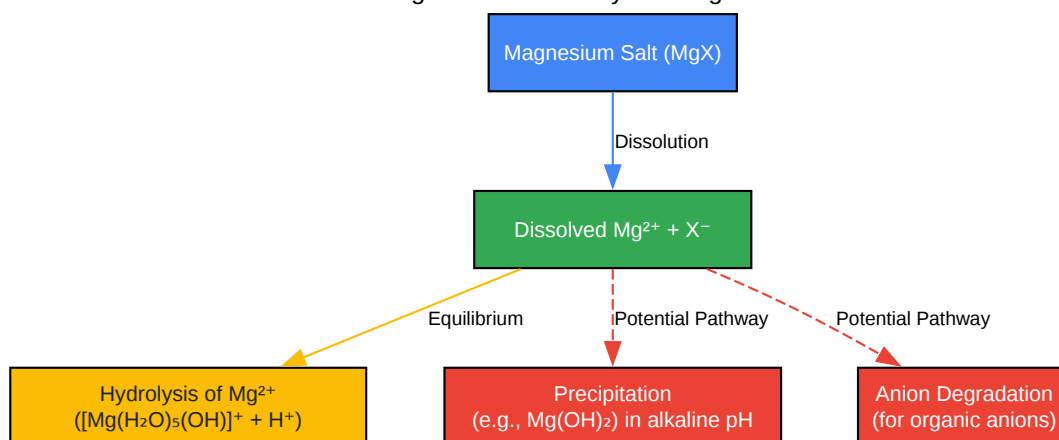 Magnesium Salt (MgX)
Dissolution
Dissolved Mg²⁺ + X⁻
Equilibrium
Potential Pathway
Potential Pathway
Hydrolysis of Mg²⁺
([Mg(H₂O)₅(OH)]⁺ + H⁺)
Precipitation
(e.g., Mg(OH)₂) in alkaline pH
Anion Degradation
(for organic anions)